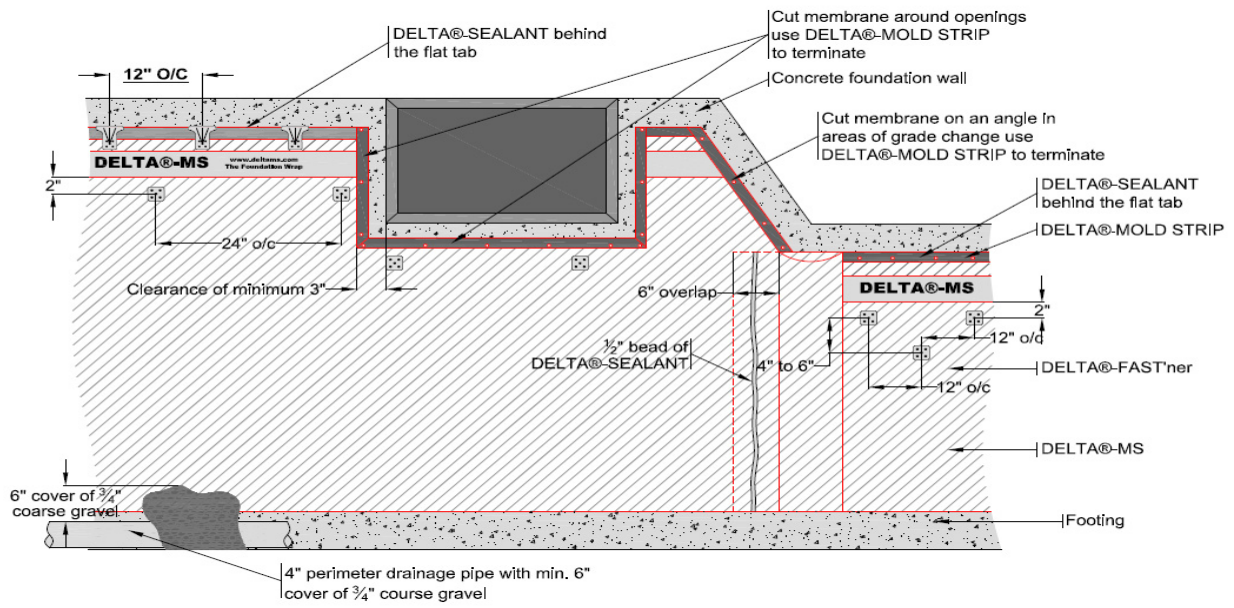 DELTA®-SEALANT behind
the flat tab
Cut membrane around openings
use DELTA®-MOLD STRIP
to terminate
12" O/C
Concrete foundation wall
Cut membrane on an angle in
areas of grade change use
DELTA®-MOLD STRIP to terminate
DELTA®-MS
www.deltams.com
The Foundation Wrap
2"
DELTA®-SEALANT
behind the flat tab
DELTA®-MOLD STRIP
24" o/c
Clearance of minimum 3"
6" overlap
DELTA®-MS
2"
12" o/c
½" bead of
DELTA®-SEALANT
4" to 6"
DELTA®-FAST'ner
12" o/c
DELTA®-MS
6" cover of ¾"
coarse gravel
Footing
4" perimeter drainage pipe with min. 6"
cover of ¾" course gravel